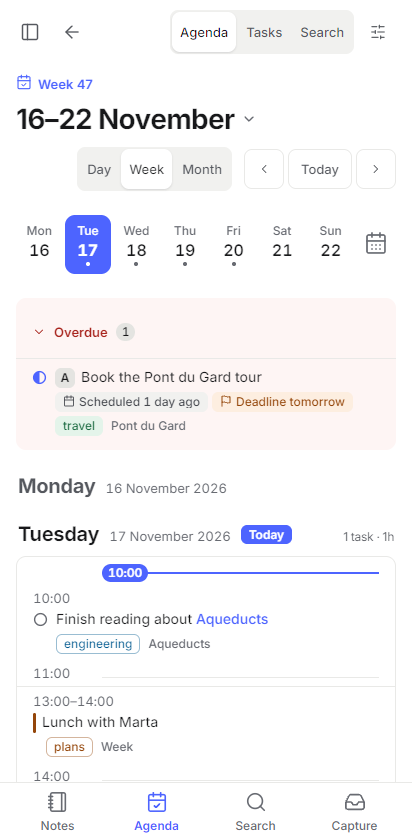 Agenda Tasks Search
Week 47
16–22 November
Day Week Month Today
Mon Tue Wed Thu Fri Sat Sun
16 17 18 19 20 21 22
Overdue 1
A Book the Pont du Gard tour
Scheduled 1 day ago Deadline tomorrow
travel Pont du Gard
Monday 16 November 2026
Tuesday 17 November 2026 Today 1 task · 1h
10:00
10:00
Finish reading about Aqueducts
engineering Aqueducts
11:00
13:00–14:00
Lunch with Marta
plans Week
14:00
Notes Agenda Search Capture